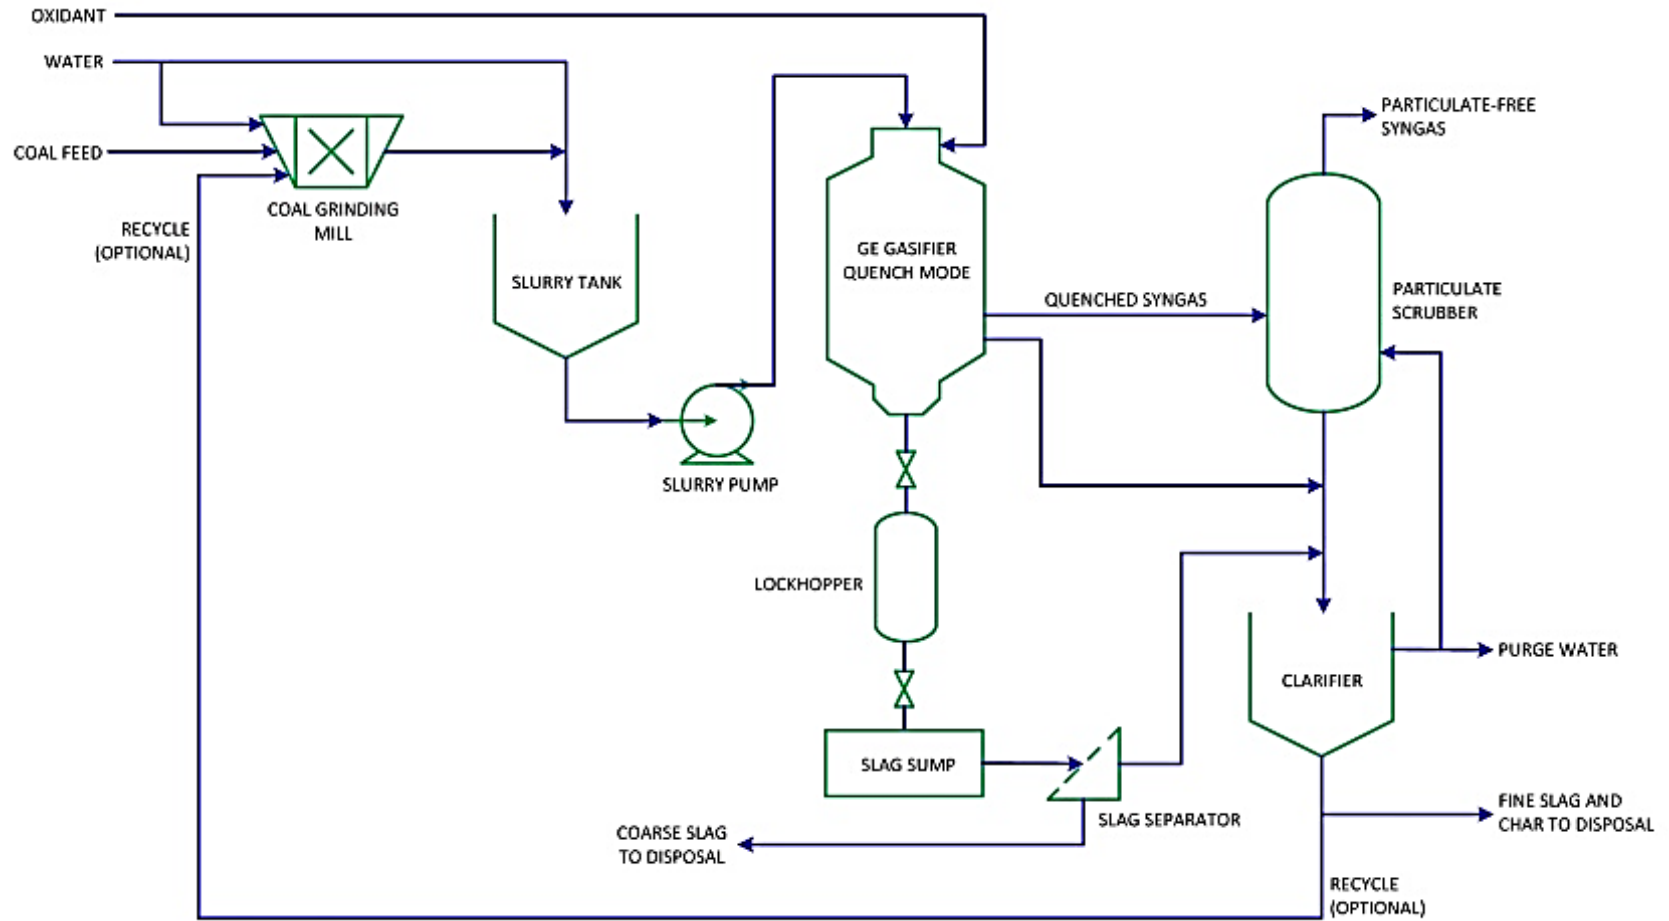 OXIDANT
WATER
COAL FEED
COAL GRINDING
MILL
RECYCLE
(OPTIONAL)
SLURRY TANK
SLURRY PUMP
GE GASIFIER
QUENCH MODE
QUENCHED SYNGAS
PARTICULATE-FREE
SYNGAS
PARTICULATE
SCRUBBER
LOCKHOPPER
SLAG SUMP
SLAG SEPARATOR
COARSE SLAG
TO DISPOSAL
CLARIFIER
PURGE WATER
FINE SLAG AND
CHAR TO DISPOSAL
RECYCLE
(OPTIONAL)